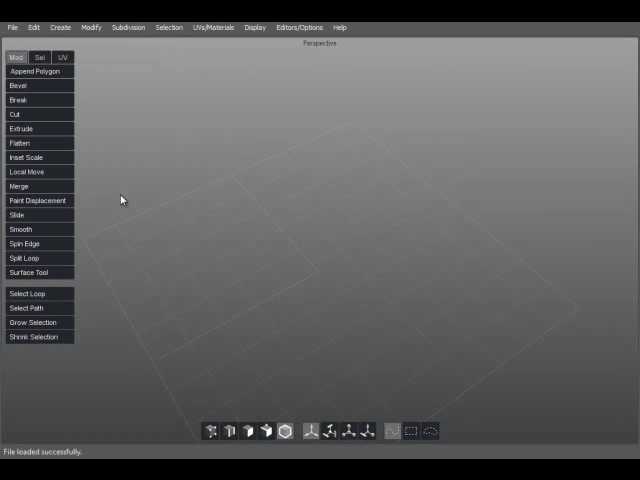 File Edit Create Modify Subdivision Selection UVs/Materials Display Editors/Options Help
Perspective
Mod Sel UV
Append Polygon
Bevel
Break
Cut
Extrude
Flatten
Inset Scale
Local Move
Merge
Paint Displacement
Slide
Smooth
Spin Edge
Split Loop
Surface Tool
Select Loop
Select Path
Grow Selection
Shrink Selection
File loaded successfully.